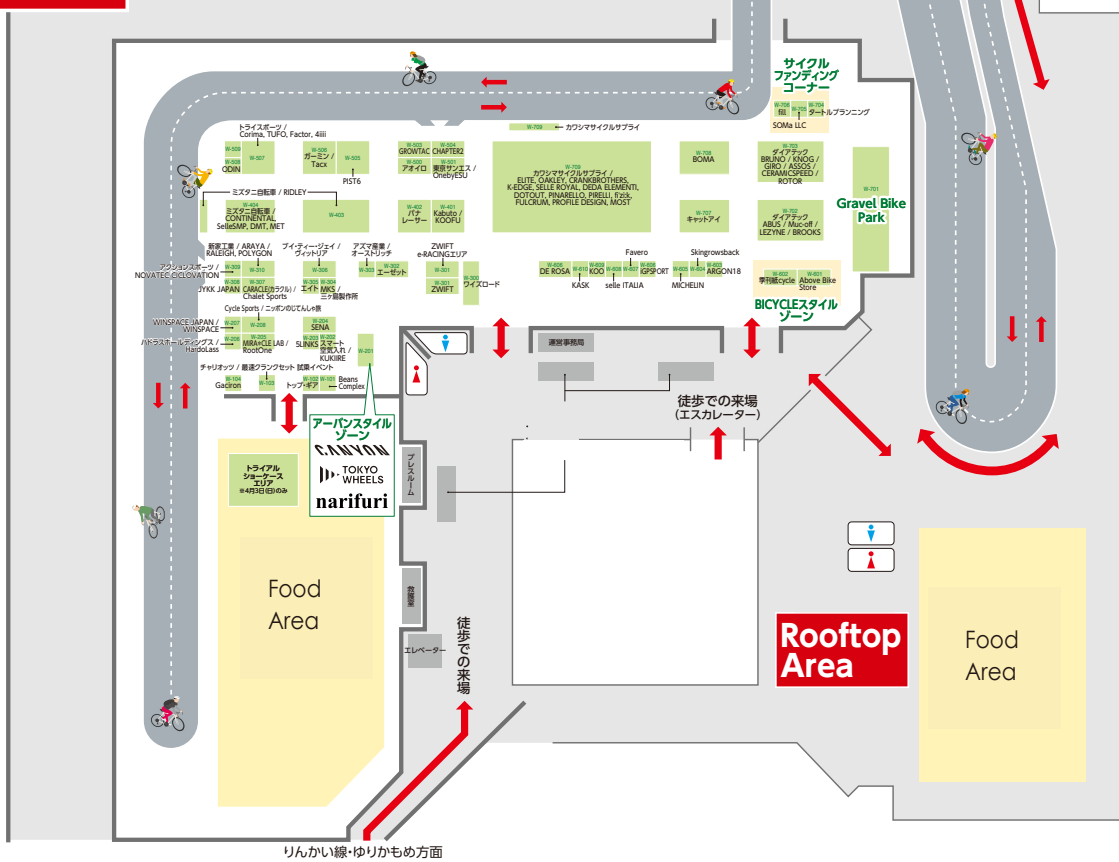 サイクル
ファンディング
コーナー
W-706
W-705
W-704
fill
タートルプランニング
SOMa LLC
W-709
カワシマサイクルサプライ
トライスポーツ /
Corima, TUFO, Factor, 4iiii
W-509
W-508
W-507
ODIN
W-506
ガーミン /
Tacx
W-505
PIST6
W-503
GROWTAC
W-504
CHAPTER2
W-500
アオイロ
W-501
東京サンエス /
OnebyESU
W-709
カワシマサイクルサプライ /
ELITE, OAKLEY, CRANKBROTHERS,
K-EDGE, SELLE ROYAL, DEDA ELEMENTI,
DOTOUT, PINARELLO, PIRELLI, fi'zi:k,
FULCRUM, PROFILE DESIGN, MOST
W-708
BOMA
W-703
ダイアテック
BRUNO / KNOG /
GIRO / ASSOS /
CERAMICSPEED /
ROTOR
W-701
Gravel Bike
Park
ミズタニ自転車 / RIDLEY
W-404
ミズタニ自転車 /
CONTINENTAL,
SelleSMP, DMT, MET
W-403
W-402
パナ
レーサー
W-401
Kabuto /
KOOFU
W-707
キャットアイ
W-702
ダイアテック
ABUS / Muc-off /
LEZYNE / BROOKS
新家工業 / ARAYA /
RALEIGH, POLYGON
ブイ・ティー・ジェイ /
ヴィットリア
アズマ産業 /
オーストリッチ
ZWIFT
e-RACINGエリア
アクションスポーツ /
NOVATEC CICLOVATION
W-309
W-310
W-306
W-303
W-302
エーゼット
W-301
W-300
ワイズロード
W-308
JYKK JAPAN
W-307
CARACLE(カラクル) /
Chalet Sports
W-305
エイト
W-304
MKS /
三ヶ島製作所
W-301
ZWIFT
Favero
Skingrowsback
W-606
DE ROSA
W-610
W-609
KOO
W-608
W-607
W-606
iGPSPORT
W-605
W-604
W-603
ARGON18
KASK
selle ITALIA
MICHELIN
W-602
季刊紙cycle
W-601
Above Bike
Store
BICYCLEスタイル
ゾーン
Cycle Sports / ニッポンのじてんしゃ旅
WINSPACE JAPAN /
WINSPACE
W-207
W-208
W-204
SENA
ハドラスホールディングス /
HardoLass
W-206
W-205
MIRA+CLE LAB /
RootOne
W-203
SLINKS
W-202
スマート
空気入れ /
KUKIIRE
W-201
チャリオッツ / 最速クランクセット 試乗イベント
W-104
Gaciron
W-103
W-102
トップ・ギア
W-101
Beans
Complex
アーバンスタイル
ゾーン
CANYON
TOKYO
WHEELS
narifuri
運営事務局
徒歩での来場
(エスカレーター)
トライアル
ショーケース
エリア
※4月3日(日)のみ
プレスルーム
救護室
エレベーター
Food
Area
徒歩での来場
Rooftop
Area
Food
Area
りんかい線・ゆりかもめ方面